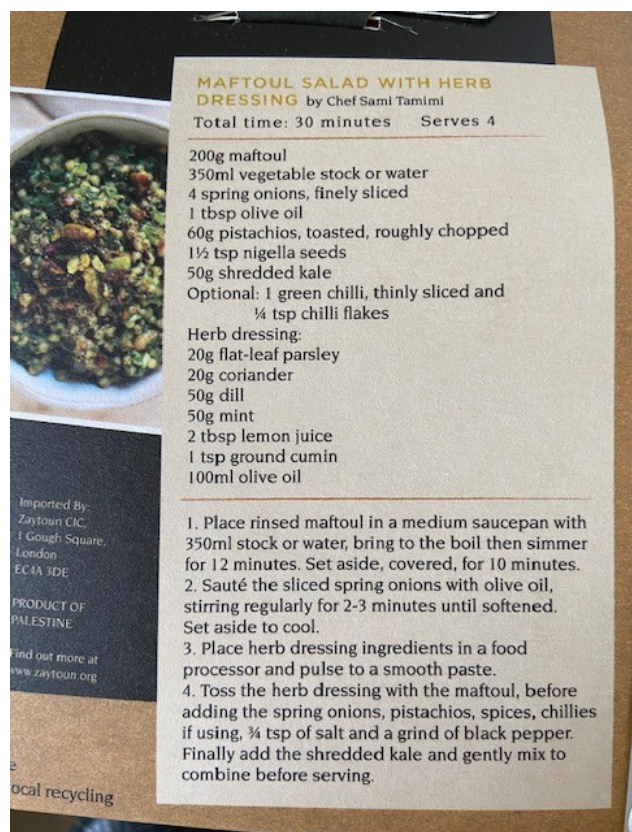 MAFTOUL SALAD WITH HERB
DRESSING by Chef Sami Tamimi
Total time: 30 minutes Serves 4
200g maftoul
350ml vegetable stock or water
4 spring onions, finely sliced
1 tbsp olive oil
60g pistachios, toasted, roughly chopped
1½ tsp nigella seeds
50g shredded kale
Optional: 1 green chilli, thinly sliced and
¼ tsp chilli flakes
Herb dressing:
20g flat-leaf parsley
20g coriander
50g dill
50g mint
2 tbsp lemon juice
1 tsp ground cumin
100ml olive oil
1. Place rinsed maftoul in a medium saucepan with
350ml stock or water, bring to the boil then simmer
for 12 minutes. Set aside, covered, for 10 minutes.
2. Sauté the sliced spring onions with olive oil,
stirring regularly for 2-3 minutes until softened.
Set aside to cool.
3. Place herb dressing ingredients in a food
processor and pulse to a smooth paste.
4. Toss the herb dressing with the maftoul, before
adding the spring onions, pistachios, spices, chillies
if using, ¾ tsp of salt and a grind of black pepper.
Finally add the shredded kale and gently mix to
combine before serving.
Imported By:
Zaytoun CIC,
1 Gough Square,
London
EC4A 3DE
PRODUCT OF
PALESTINE
Find out more at
www.zaytoun.org
recycling